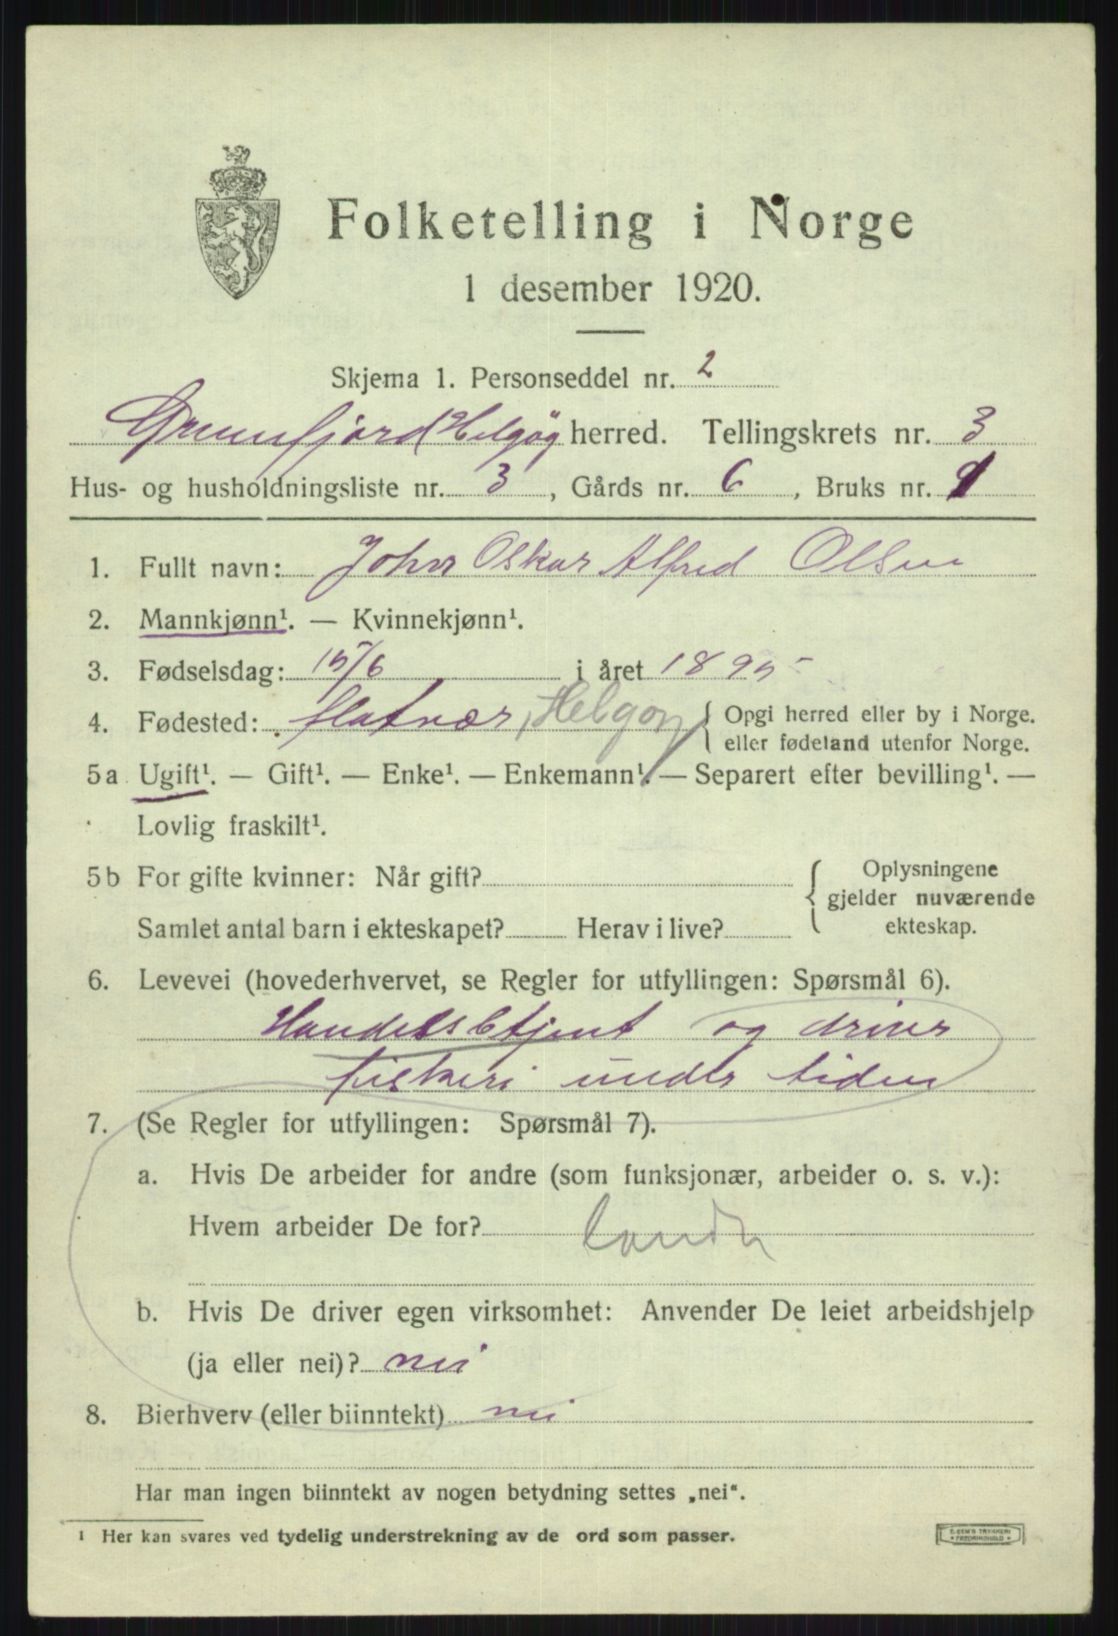 Folketelling i Norge
1 desember 1920.
Skjema 1. Personseddel nr. 2
Grunnfjord Helgøy herred. Tellingskrets nr. 3
Hus- og husholdningsliste nr. 3, Gårds nr. 6, Bruks nr. 1
1. Fullt navn: Johs Oskar Alfred Olsen
2. Mannkjønn¹. — Kvinnekjønn¹.
3. Fødselsdag: 15/6 i året 1895
4. Fødested: Flatvær, Helgøy { Opgi herred eller by i Norge.
eller fødeland utenfor Norge.
5a Ugift¹. — Gift¹. — Enke¹. — Enkemann¹. — Separert efter bevilling¹. —
Lovlig fraskilt¹.
5b For gifte kvinner: Når gift? { Oplysningene
gjelder nuværende
Samlet antal barn i ekteskapet? Herav i live? ekteskap.
6. Levevei (hovederhvervet, se Regler for utfyllingen: Spørsmål 6).
Handelsbetjent og driver
fiskeri under tiden
7. (Se Regler for utfyllingen: Spørsmål 7).
a. Hvis De arbeider for andre (som funksjonær, arbeider o. s. v.):
Hvem arbeider De for?
b. Hvis De driver egen virksomhet: Anvender De leiet arbeidshjelp
(ja eller nei)? nei
8. Bierhverv (eller biinntekt) nei
Har man ingen biinntekt av nogen betydning settes „nei“.
¹ Her kan svares ved tydelig understrekning av de ord som passer.